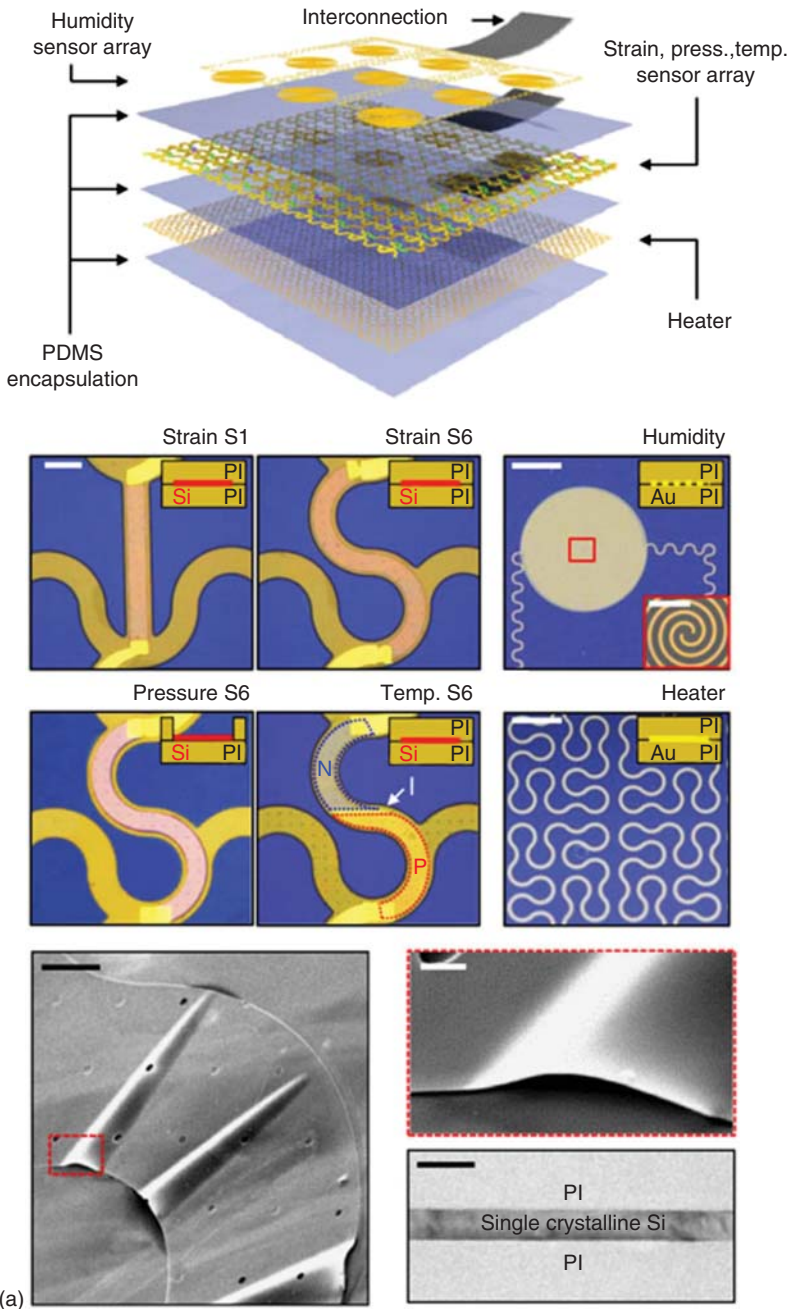 Humidity
sensor array
Interconnection
Strain, press.,temp.
sensor array
PDMS
encapsulation
Heater
Strain S1
PI
Si PI
Strain S6
PI
Si PI
Humidity
PI
Au PI
Pressure S6
Si PI
Temp. S6
PI
Si PI
N
I
P
Heater
PI
Au PI
PI
Single crystalline Si
PI
(a)